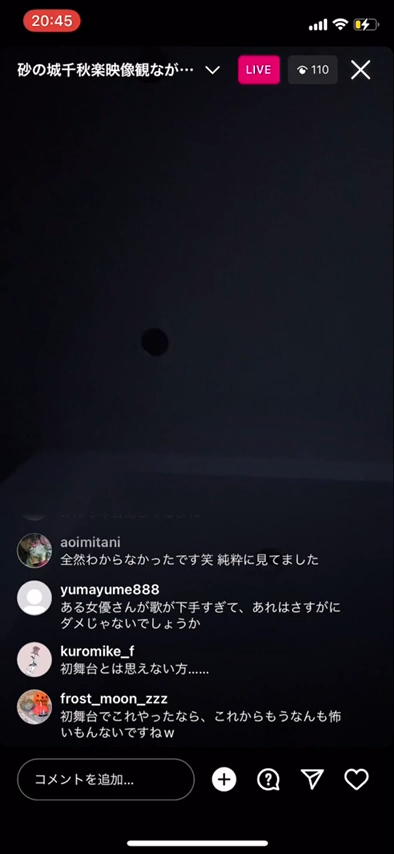 20:45
砂の城千秋楽映像観なが…
LIVE
110
aoimitani
全然わからなかったです笑 純粋に見てました
yumayume888
ある女優さんが歌が下手すぎて、あれはさすがに
ダメじゃないでしょうか
kuromike_f
初舞台とは思えない方......
frost_moon_zzz
初舞台でこれやったなら、これからもうなんも怖
いもんないですねw
コメントを追加...